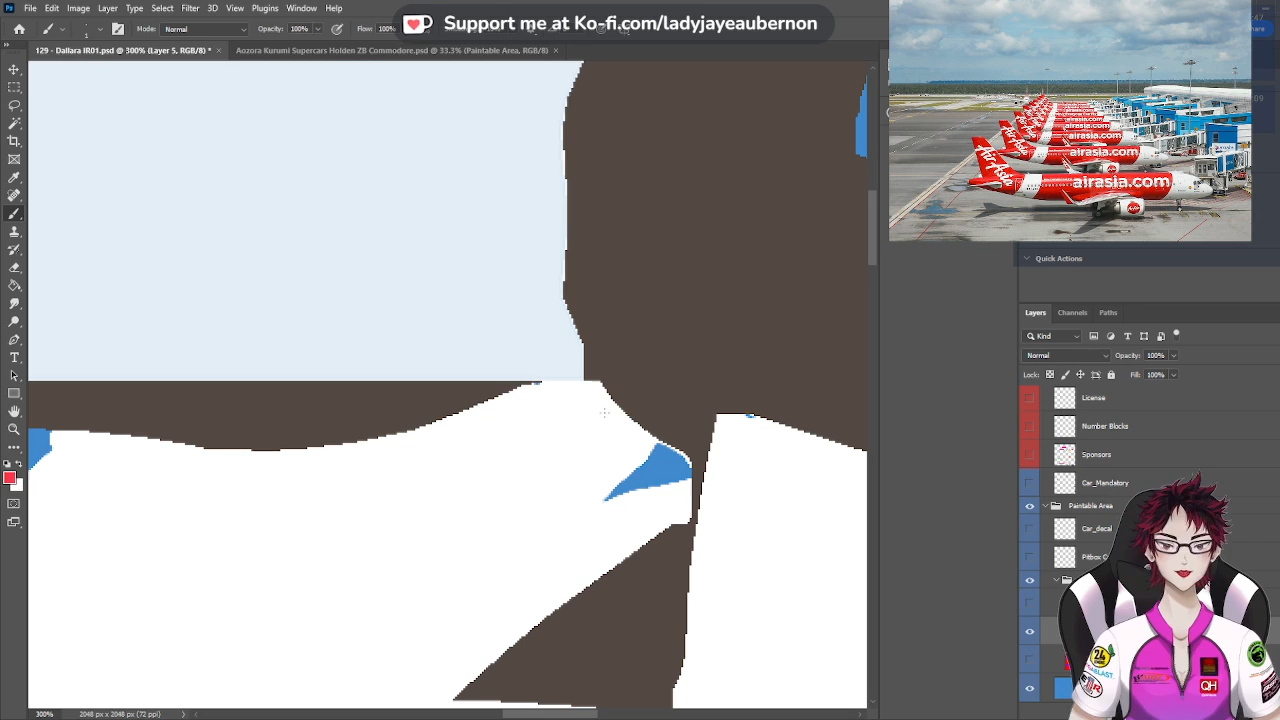 File Edit Image Layer Type Select Filter 3D View Plugins Window Help
Support me at Ko-fi.com/ladyjayeaubernon
1 Mode: Normal Opacity: 100% Flow: 100%
129 - Dallara IR01.psd @ 300% (Layer 5, RGB/8) * × Aozora Kurumi Supercars Holden ZB Commodore.psd @ 33.3% (Paintable Area, RGB/8) ×
airasia.com
airasia.com
airasia.com
AirAsia
Quick Actions
Layers Channels Paths
Kind
Normal Opacity: 100%
Lock: Fill: 100%
License
Number Blocks
Sponsors
Car_Mandatory
Paintable Area
Car_decal
Pitbox
24
QH
300% 2048 px x 2048 px (72 ppi)